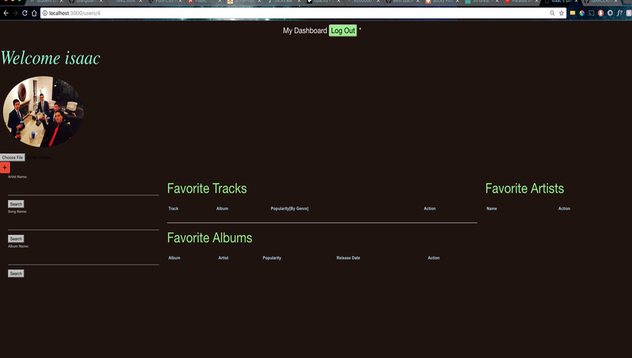 localhost:3000/users/4
My Dashboard Log Out
Welcome isaac
Choose File
+
Artist Name:
Search
Song Name:
Search
Album Name:
Search
Favorite Tracks
Track Album Popularity[By Genre] Action
Favorite Albums
Album Artist Popularity Release Date Action
Favorite Artists
Name Action